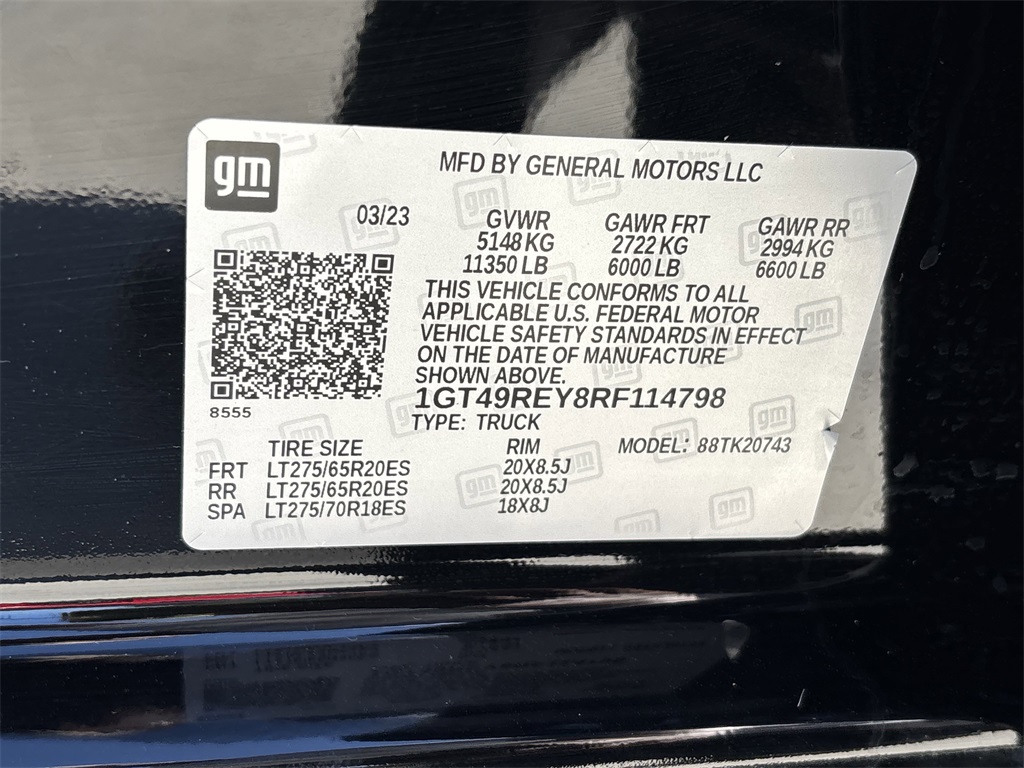 gm
MFD BY GENERAL MOTORS LLC
03/23 GVWR GAWR FRT GAWR RR
5148 KG 2722 KG 2994 KG
11350 LB 6000 LB 6600 LB
THIS VEHICLE CONFORMS TO ALL
APPLICABLE U.S. FEDERAL MOTOR
VEHICLE SAFETY STANDARDS IN EFFECT
ON THE DATE OF MANUFACTURE
SHOWN ABOVE.
1GT49REY8RF114798
8555
TYPE: TRUCK
TIRE SIZE RIM MODEL: 88TK20743
FRT LT275/65R20ES 20X8.5J
RR LT275/65R20ES 20X8.5J
SPA LT275/70R18ES 18X8J